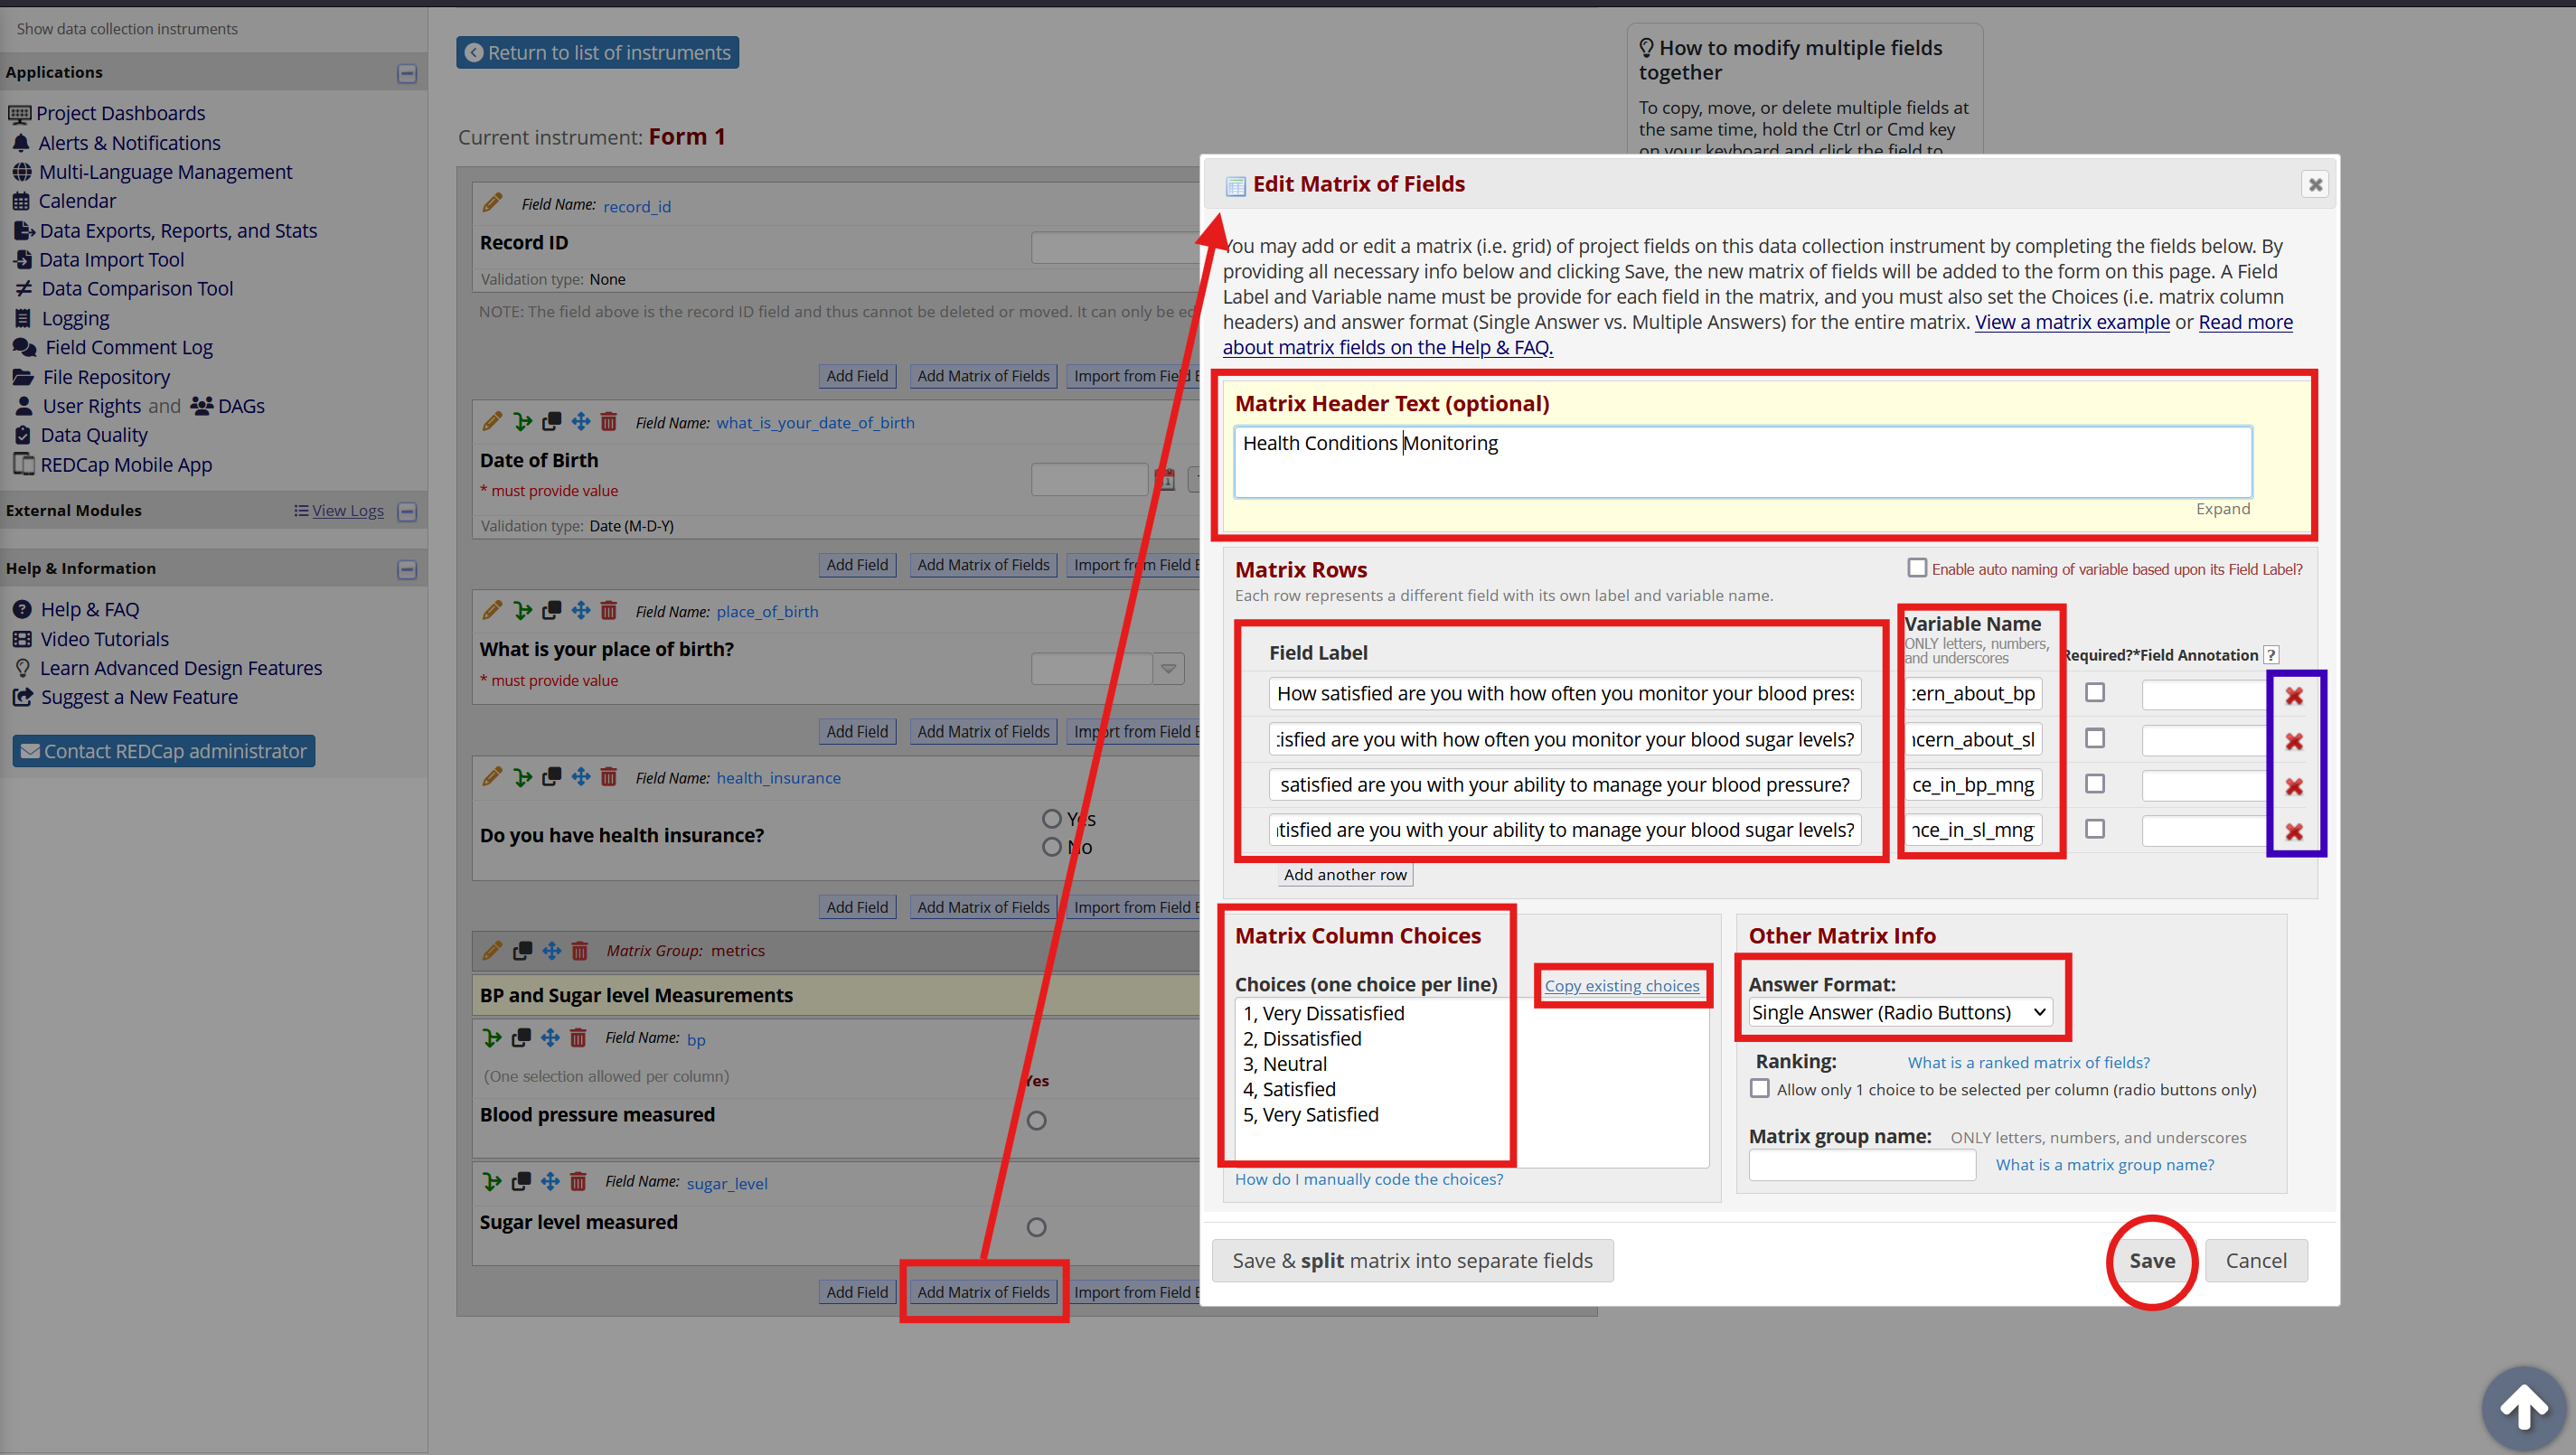 Show data collection instruments
Applications
Project Dashboards
Alerts & Notifications
Multi-Language Management
Calendar
Data Exports, Reports, and Stats
Data Import Tool
Data Comparison Tool
Logging
Field Comment Log
File Repository
User Rights and DAGs
Data Quality
REDCap Mobile App
External Modules
View Logs
Help & Information
Help & FAQ
Video Tutorials
Learn Advanced Design Features
Suggest a New Feature
Contact REDCap administrator
Return to list of instruments
Current instrument: Form 1
Field Name: record_id
Record ID
Validation type: None
NOTE: The field above is the record ID field and thus cannot be deleted or moved. It can only be
Add Field
Add Matrix of Fields
Import from Field
Field Name: what_is_your_date_of_birth
Date of Birth
* must provide value
Validation type: Date (M-D-Y)
Add Field
Add Matrix of Fields
Import from Field
Field Name: place_of_birth
What is your place of birth?
* must provide value
Add Field
Add Matrix of Fields
Import from Field
Field Name: health_insurance
Do you have health insurance?
Yes
No
Add Field
Add Matrix of Fields
Import from Field
Matrix Group: metrics
BP and Sugar level Measurements
Field Name: bp
(One selection allowed per column)
Yes
Blood pressure measured
Field Name: sugar_level
Sugar level measured
Add Field
Add Matrix of Fields
Import from Field
How to modify multiple fields
together
To copy, move, or delete multiple fields at
the same time, hold the Ctrl or Cmd key
on your keyboard and click the field to
Edit Matrix of Fields
You may add or edit a matrix (i.e. grid) of project fields on this data collection instrument by completing the fields below. By
providing all necessary info below and clicking Save, the new matrix of fields will be added to the form on this page. A Field
Label and Variable name must be provide for each field in the matrix, and you must also set the Choices (i.e. matrix column
headers) and answer format (Single Answer vs. Multiple Answers) for the entire matrix. View a matrix example or Read more
about matrix fields on the Help & FAQ.
Matrix Header Text (optional)
Health Conditions Monitoring
Expand
Matrix Rows
Enable auto naming of variable based upon its Field Label?
Each row represents a different field with its own label and variable name.
Field Label
Variable Name
ONLY letters, numbers,
and underscores
Required?*
Field Annotation ?
How satisfied are you with how often you monitor your blood press
cern_about_bp
tisfied are you with how often you monitor your blood sugar levels?
ncern_about_sl
satisfied are you with your ability to manage your blood pressure?
ce_in_bp_mng
atisfied are you with your ability to manage your blood sugar levels?
nce_in_sl_mng
Add another row
Matrix Column Choices
Choices (one choice per line)
Copy existing choices
1, Very Dissatisfied
2, Dissatisfied
3, Neutral
4, Satisfied
5, Very Satisfied
How do I manually code the choices?
Other Matrix Info
Answer Format:
Single Answer (Radio Buttons)
Ranking:
What is a ranked matrix of fields?
Allow only 1 choice to be selected per column (radio buttons only)
Matrix group name:
ONLY letters, numbers, and underscores
What is a matrix group name?
Save & split matrix into separate fields
Save
Cancel